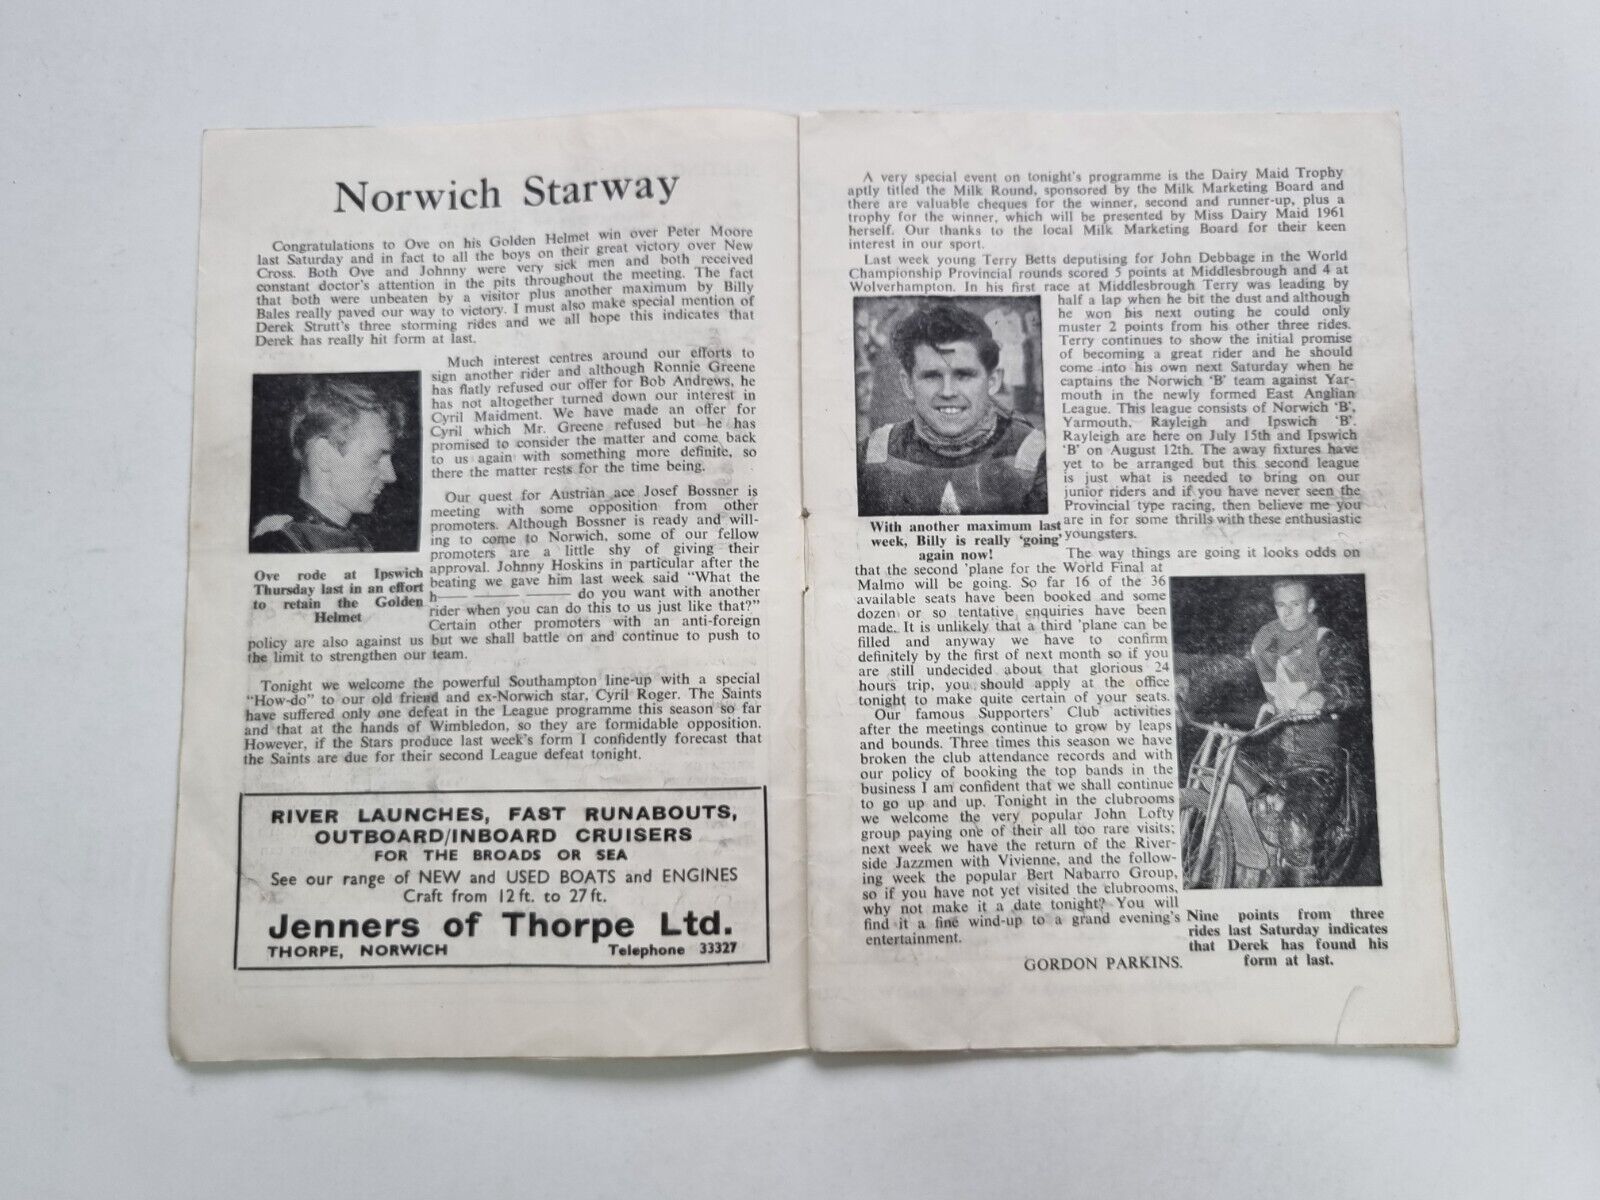 Norwich Starway
Congratulations to Ove on his Golden Helmet win over Peter Moore
last Saturday and in fact to all the boys on their great victory over New
Cross. Both Ove and Johnny were very sick men and both received
constant doctor's attention in the pits throughout the meeting. The fact
that both were unbeaten by a visitor plus another maximum by Billy
Bales really paved our way to victory. I must also make special mention of
Derek Strutt's three storming rides and we all hope this indicates that
Derek has really hit form at last.
Much interest centres around our efforts to
sign another rider and although Ronnie Greene
has flatly refused our offer for Bob Andrews, he
has not altogether turned down our interest in
Cyril Maidment. We have made an offer for
Cyril which Mr. Greene refused but he has
promised to consider the matter and come back
to us again with something more definite, so
there the matter rests for the time being.
Our quest for Austrian ace Josef Bossner is
meeting with some opposition from other
promoters. Although Bossner is ready and will-
ing to come to Norwich, some of our fellow
promoters are a little shy of giving their
approval. Johnny Hoskins in particular after the
beating we gave him last week said "What the
h—— —— —— do you want with another
rider when you can do this to us just like that?"
Certain other promoters with an anti-foreign
policy are also against us but we shall battle on and continue to push to
the limit to strengthen our team.
Ove rode at Ipswich
Thursday last in an effort
to retain the Golden
Helmet
Tonight we welcome the powerful Southampton line-up with a special
"How-do" to our old friend and ex-Norwich star, Cyril Roger. The Saints
have suffered only one defeat in the League programme this season so far
and that at the hands of Wimbledon, so they are formidable opposition.
However, if the Stars produce last week's form I confidently forecast that
the Saints are due for their second League defeat tonight.
RIVER LAUNCHES, FAST RUNABOUTS,
OUTBOARD/INBOARD CRUISERS
FOR THE BROADS OR SEA
See our range of NEW and USED BOATS and ENGINES
Craft from 12 ft. to 27 ft.
Jenners of Thorpe Ltd.
THORPE, NORWICH Telephone 33327
A very special event on tonight's programme is the Dairy Maid Trophy
aptly titled the Milk Round, sponsored by the Milk Marketing Board and
there are valuable cheques for the winner, second and runner-up, plus a
trophy for the winner, which will be presented by Miss Dairy Maid 1961
herself. Our thanks to the local Milk Marketing Board for their keen
interest in our sport.
Last week young Terry Betts deputising for John Debbage in the World
Championship Provincial rounds scored 5 points at Middlesbrough and 4 at
Wolverhampton. In his first race at Middlesbrough Terry was leading by
half a lap when he bit the dust and although
he won his next outing he could only
muster 2 points from his other three rides.
Terry continues to show the initial promise
of becoming a great rider and he should
come into his own next Saturday when he
captains the Norwich 'B' team against Yar-
mouth in the newly formed East Anglian
League. This league consists of Norwich 'B',
Yarmouth, Rayleigh and Ipswich 'B'.
Rayleigh are here on July 15th and Ipswich
'B' on August 12th. The away fixtures have
yet to be arranged but this second league
is just what is needed to bring on our
junior riders and if you have never seen the
Provincial type racing, then believe me you
are in for some thrills with these enthusiastic
youngsters.
With another maximum last
week, Billy is really 'going'
again now!
The way things are going it looks odds on
that the second 'plane for the World Final at
Malmo will be going. So far 16 of the 36
available seats have been booked and some
dozen or so tentative enquiries have been
made. It is unlikely that a third 'plane can be
filled and anyway we have to confirm
definitely by the first of next month so if you
are still undecided about that glorious 24
hours trip, you should apply at the office
tonight to make quite certain of your seats.
Our famous Supporters' Club activities
after the meetings continue to grow by leaps
and bounds. Three times this season we have
broken the club attendance records and with
our policy of booking the top bands in the
business I am confident that we shall continue
to go up and up. Tonight in the clubrooms
we welcome the very popular John Lofty
group paying one of their all too rare visits;
next week we have the return of the River-
side Jazzmen with Vivienne, and the follow-
ing week the popular Bert Nabarro Group,
so if you have not yet visited the clubrooms,
why not make it a date tonight? You will
find it a fine wind-up to a grand evening's
entertainment.
GORDON PARKINS.
Nine points from three
rides last Saturday indicates
that Derek has found his
form at last.